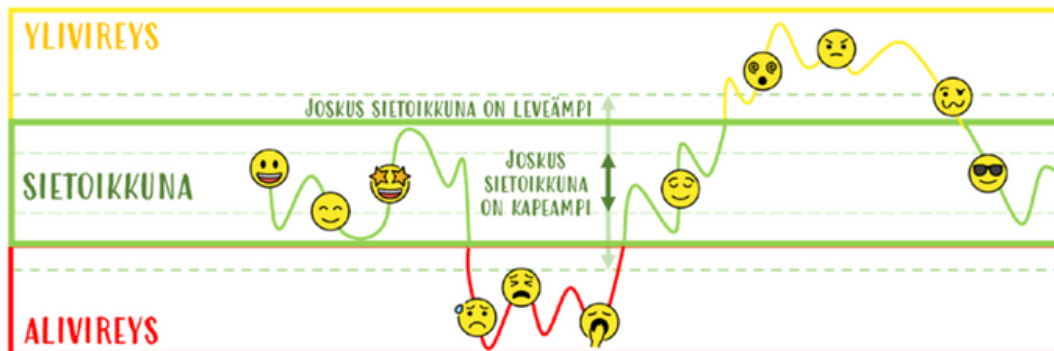 YLIVIREYS
JOSKUS SIETOIKKUNA ON LEVEÄMPI
SIETOIKKUNA
JOSKUS
SIETOIKKUNA
ON KAPEAMPI
ALIVIREYS